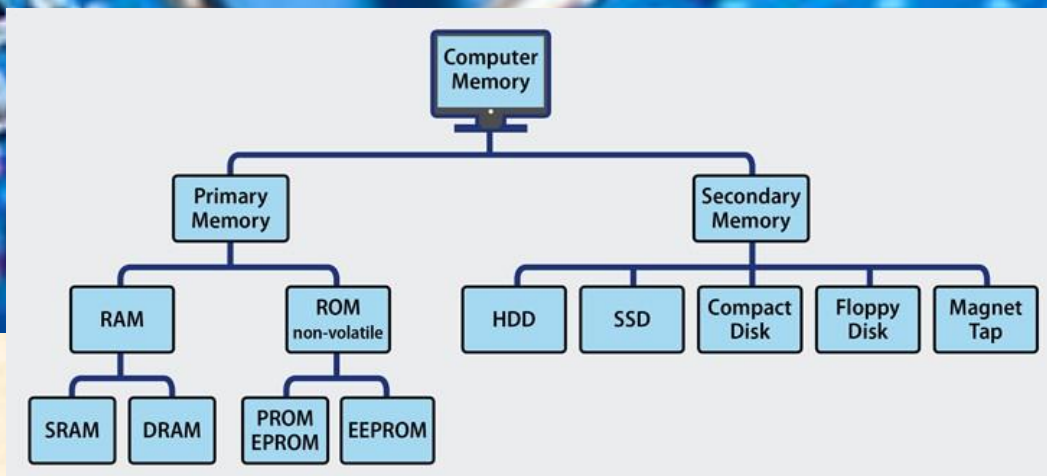 Computer
Memory
Primary
Memory
Secondary
Memory
RAM
ROM
non-volatile
HDD
SSD
Compact
Disk
Floppy
Disk
Magnet
Tap
SRAM
DRAM
PROM
EPROM
EEPROM